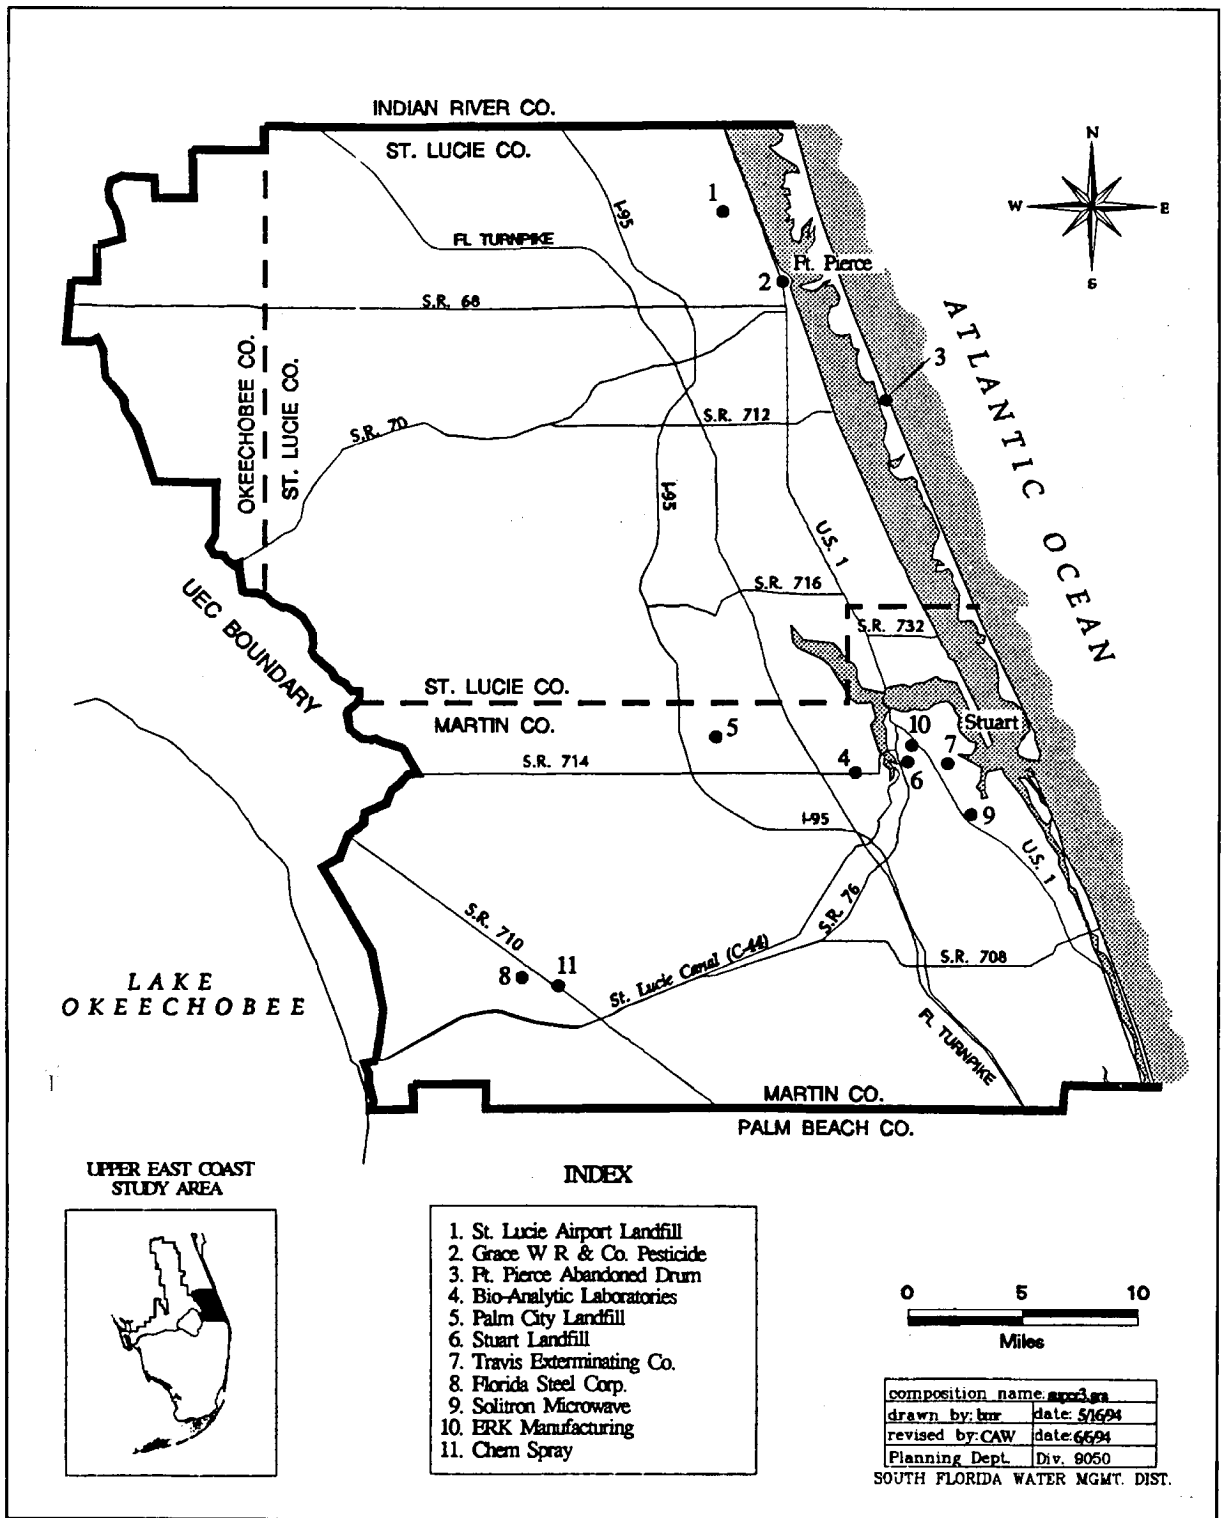 INDIAN RIVER CO.
ST. LUCIE CO.
N
W E
S
1
I-95
FL TURNPIKE
2
Ft. Pierce
S.R. 68
ATLANTIC OCEAN
3
OKEECHOBEE CO.
ST. LUCIE CO.
S.R. 70
S.R. 712
I-95
U.S. 1
S.R. 716
S.R. 732
UEC BOUNDARY
ST. LUCIE CO.
MARTIN CO.
5
10
Stuart
7
4
6
S.R. 714
9
I-95
U.S. 1
S.R. 76
S.R. 710
S.R. 708
St. Lucie Canal (C-44)
8
11
LAKE
OKEECHOBEE
FL TURNPIKE
MARTIN CO.
PALM BEACH CO.
UPPER EAST COAST
STUDY AREA
INDEX
1. St. Lucie Airport Landfill
2. Grace W R & Co. Pesticide
3. Ft. Pierce Abandoned Drum
4. Bio-Analytic Laboratories
5. Palm City Landfill
6. Stuart Landfill
7. Travis Exterminating Co.
8. Florida Steel Corp.
9. Solitron Microwave
10. ERK Manufacturing
11. Chem Spray
0 5 10
Miles
composition name:
drawn by: bnr date: 5/16/94
revised by: CAW date: 6/6/94
Planning Dept. Div. 9050
SOUTH FLORIDA WATER MGMT. DIST.